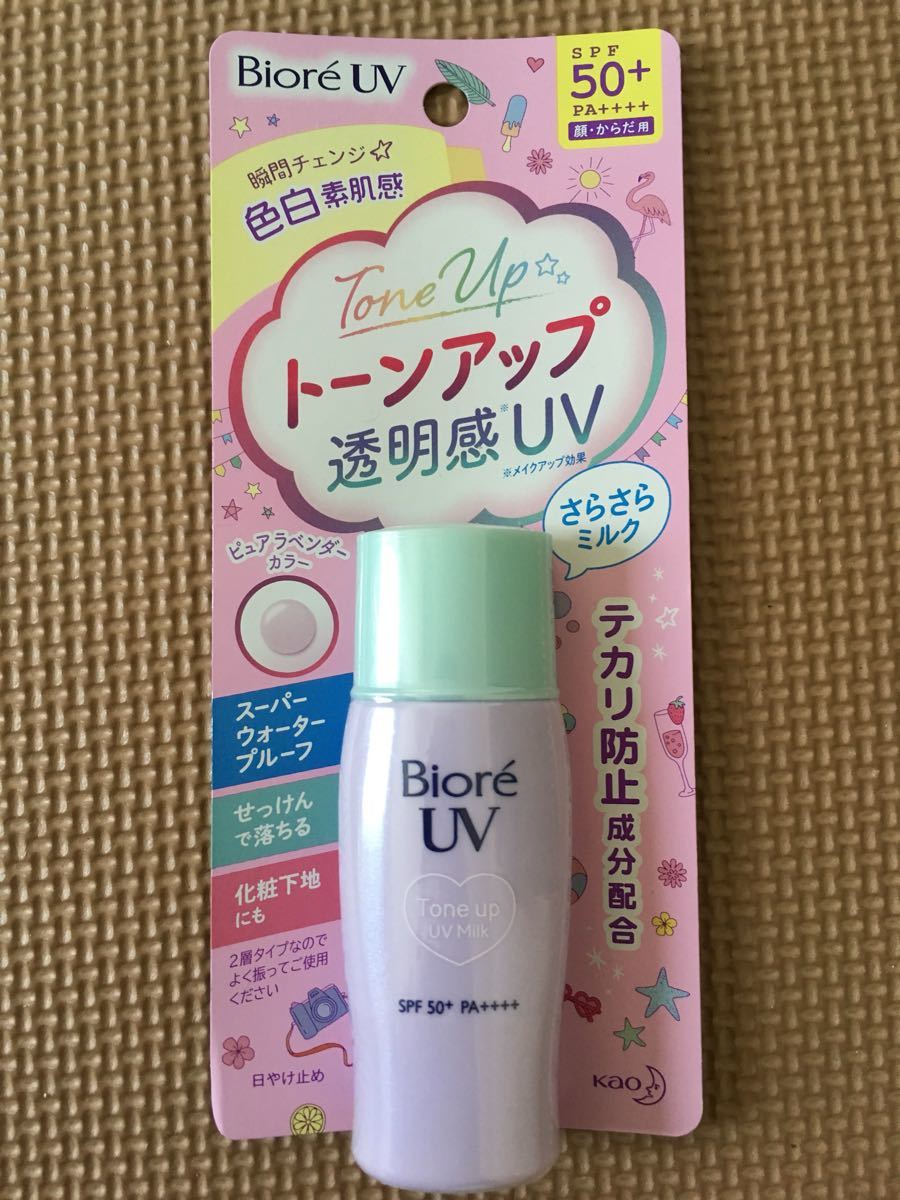 Bioré UV
SPF
50+
PA++++
顔・からだ用
瞬間チェンジ☆
色白素肌感
Tone Up
トーンアップ
透明感※UV
※メイクアップ効果
さらさら
ミルク
ピュアラベンダー
カラー
スーパー
ウォーター
プルーフ
せっけん
で落ちる
化粧下地
にも
2層タイプなので
よく振ってご使用
ください
日やけ止め
テカリ防止成分配合
Bioré
UV
Tone up
UV Milk
SPF 50+ PA++++
Kao